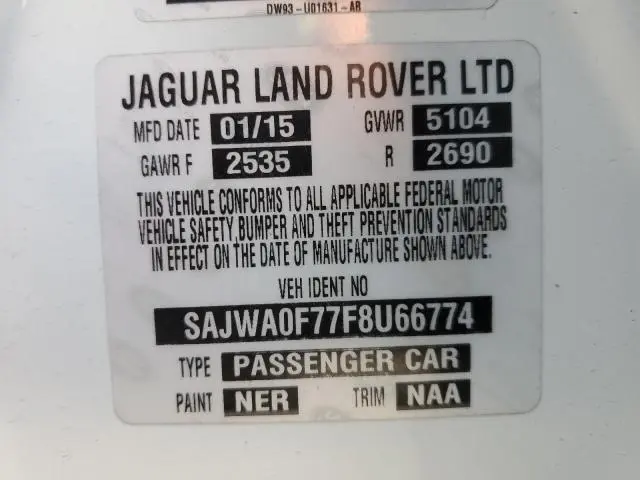 DW93-U01631-AB
JAGUAR LAND ROVER LTD
MFD DATE 01/15 GVWR 5104
GAWR F 2535 R 2690
THIS VEHICLE CONFORMS TO ALL APPLICABLE FEDERAL MOTOR
VEHICLE SAFETY, BUMPER AND THEFT PREVENTION STANDARDS
IN EFFECT ON THE DATE OF MANUFACTURE SHOWN ABOVE.
VEH IDENT NO
SAJWA0F77F8U66774
TYPE PASSENGER CAR
PAINT NER TRIM NAA